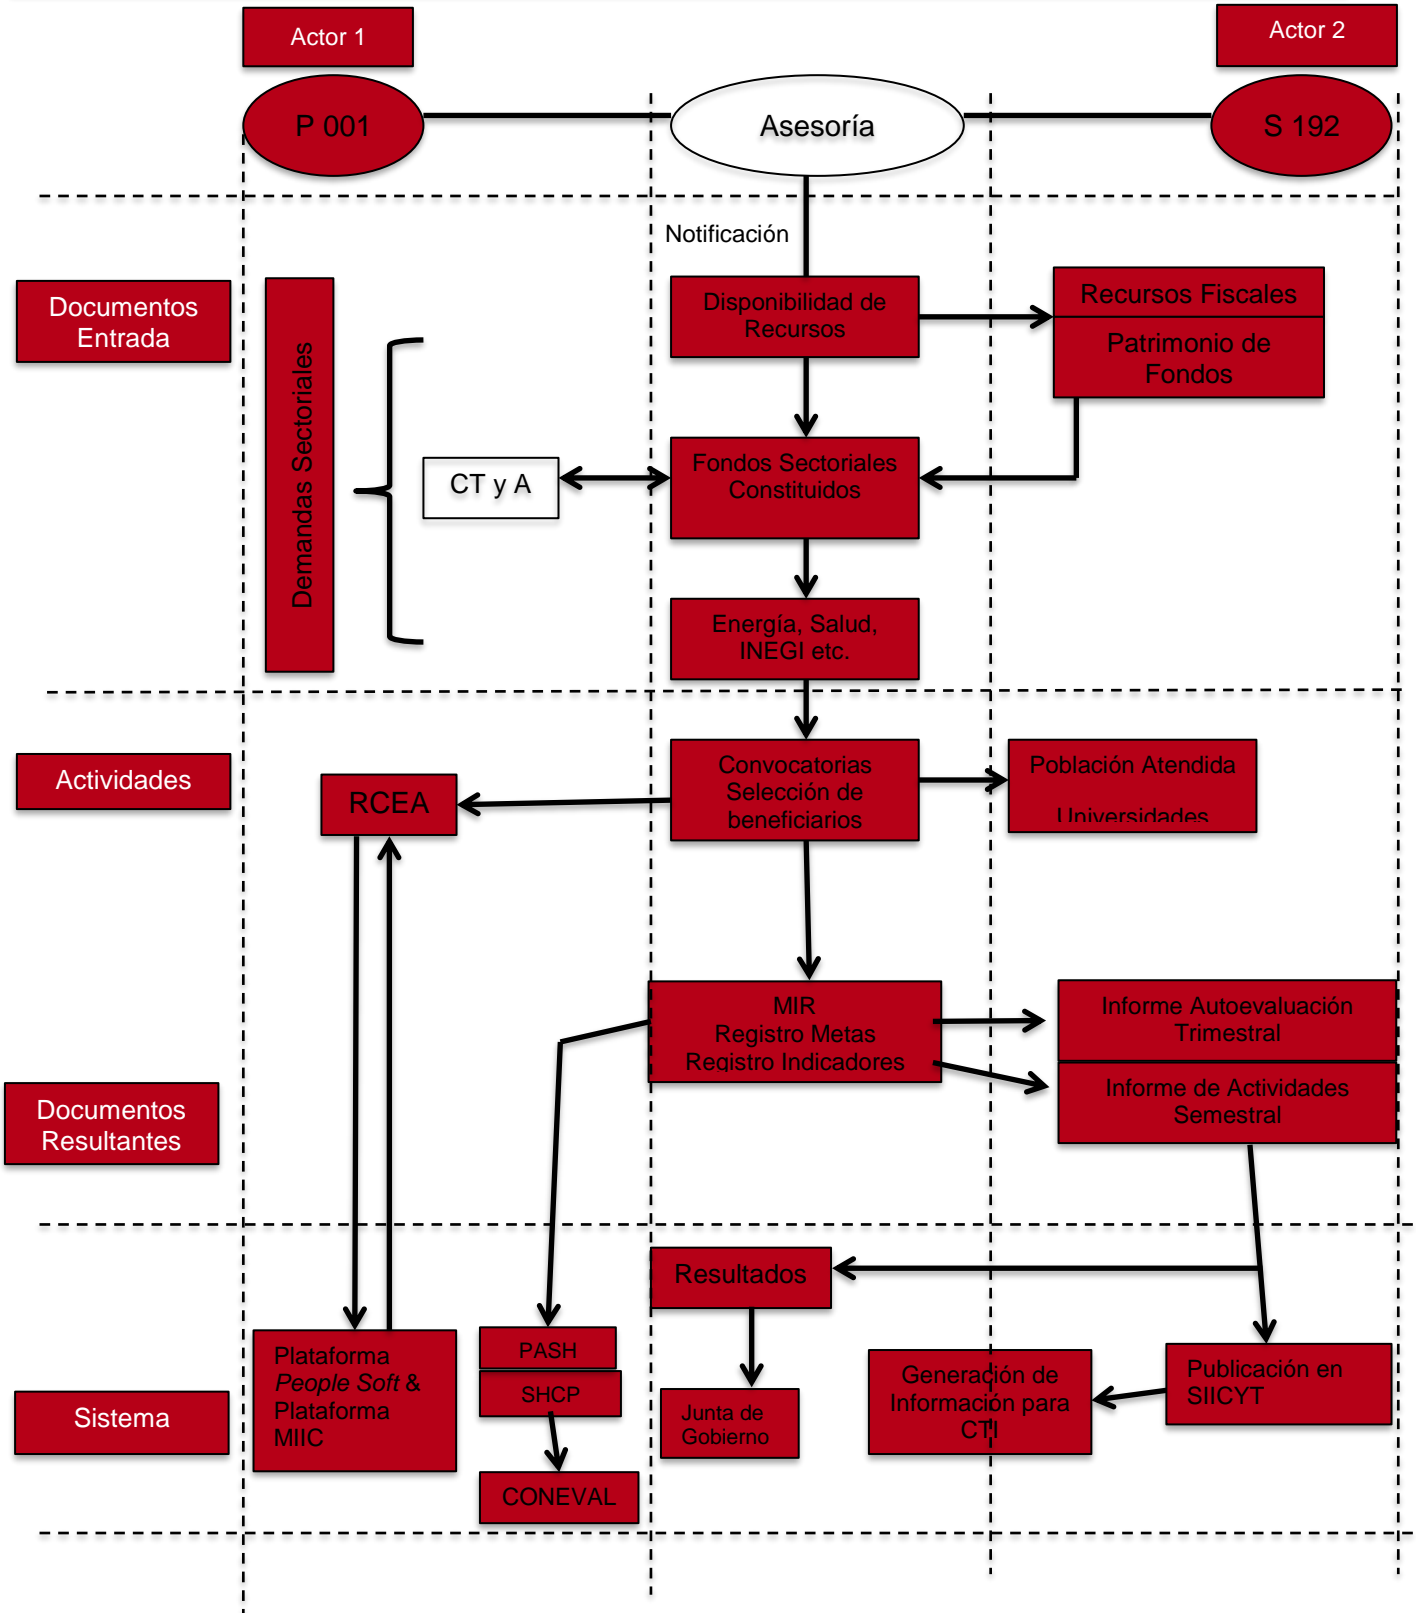 Actor 1
Actor 2
P 001
Asesoría
S 192
Notificación
Documentos
Entrada
Demandas Sectoriales
Disponibilidad de
Recursos
Recursos Fiscales
Patrimonio de
Fondos
CT y A
Fondos Sectoriales
Constituidos
Energía, Salud,
INEGI etc.
Actividades
RCEA
Convocatorias
Selección de
beneficiarios
Población Atendida
Universidades
MIR
Registro Metas
Registro Indicadores
Informe Autoevaluación
Trimestral
Informe de Actividades
Semestral
Documentos
Resultantes
Resultados
Sistema
Plataforma
People Soft &
Plataforma
MIIC
PASH
SHCP
CONEVAL
Junta de
Gobierno
Generación de
Información para
CTI
Publicación en
SIICYT